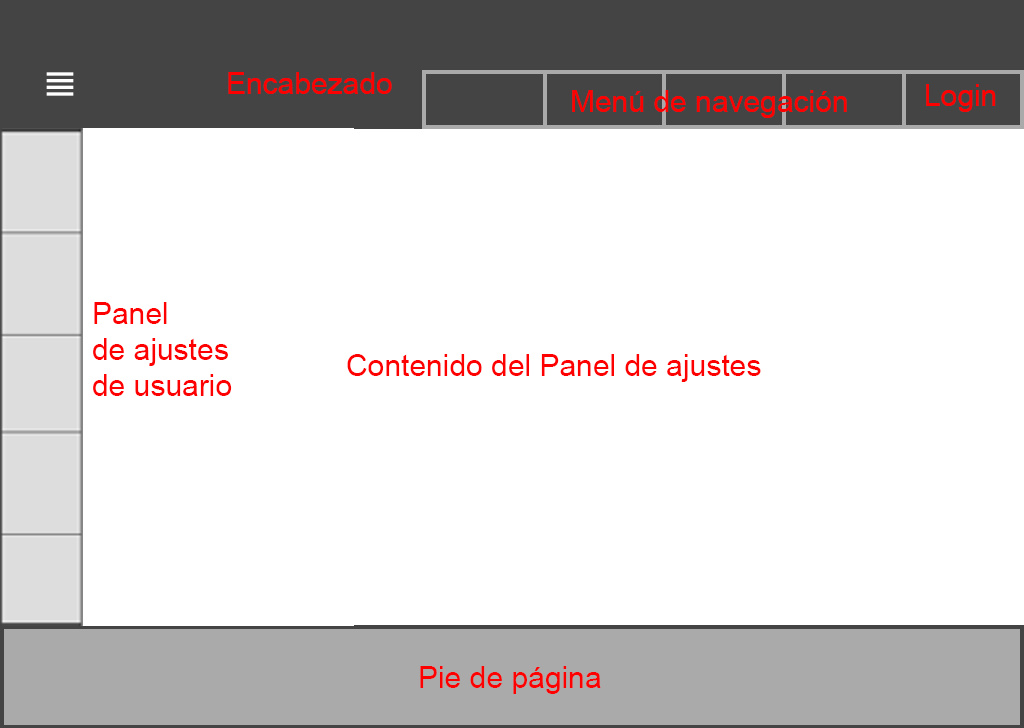 Encabezado
Menú de navegación
Login
Panel
de ajustes
de usuario
Contenido del Panel de ajustes
Pie de página